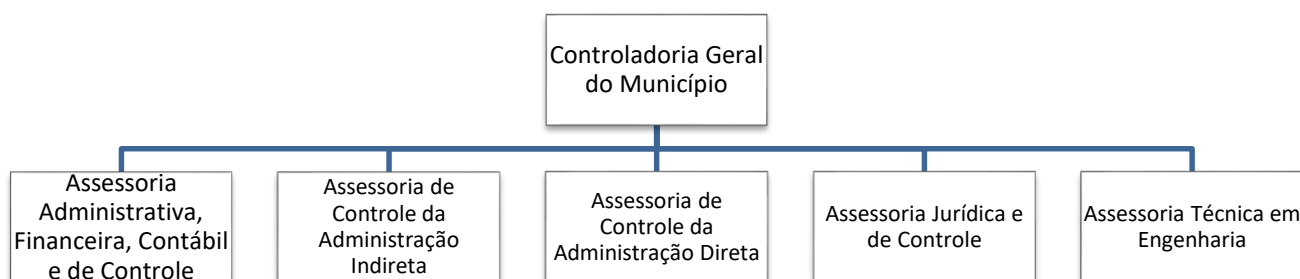 Controladoria Geral
do Município
Assessoria
Administrativa,
Financeira, Contábil
e de Controle
Assessoria de
Controle da
Administração
Indireta
Assessoria de
Controle da
Administração Direta
Assessoria Jurídica e
de Controle
Assessoria Técnica em
Engenharia